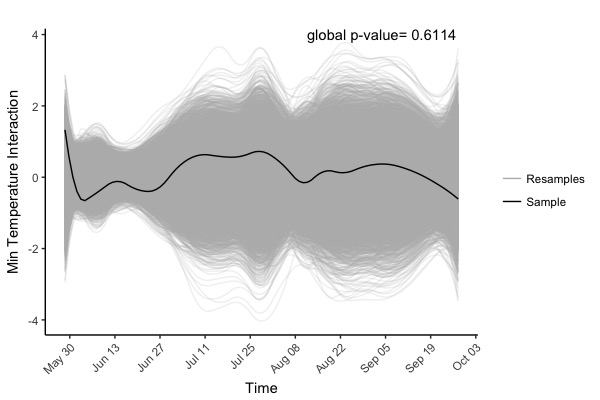 global p-value= 0.6114
4
2
0
-2
-4
Min Temperature Interaction
May 30
Jun 13
Jun 27
Jul 11
Jul 25
Aug 08
Aug 22
Sep 05
Sep 19
Oct 03
Time
Resamples
Sample